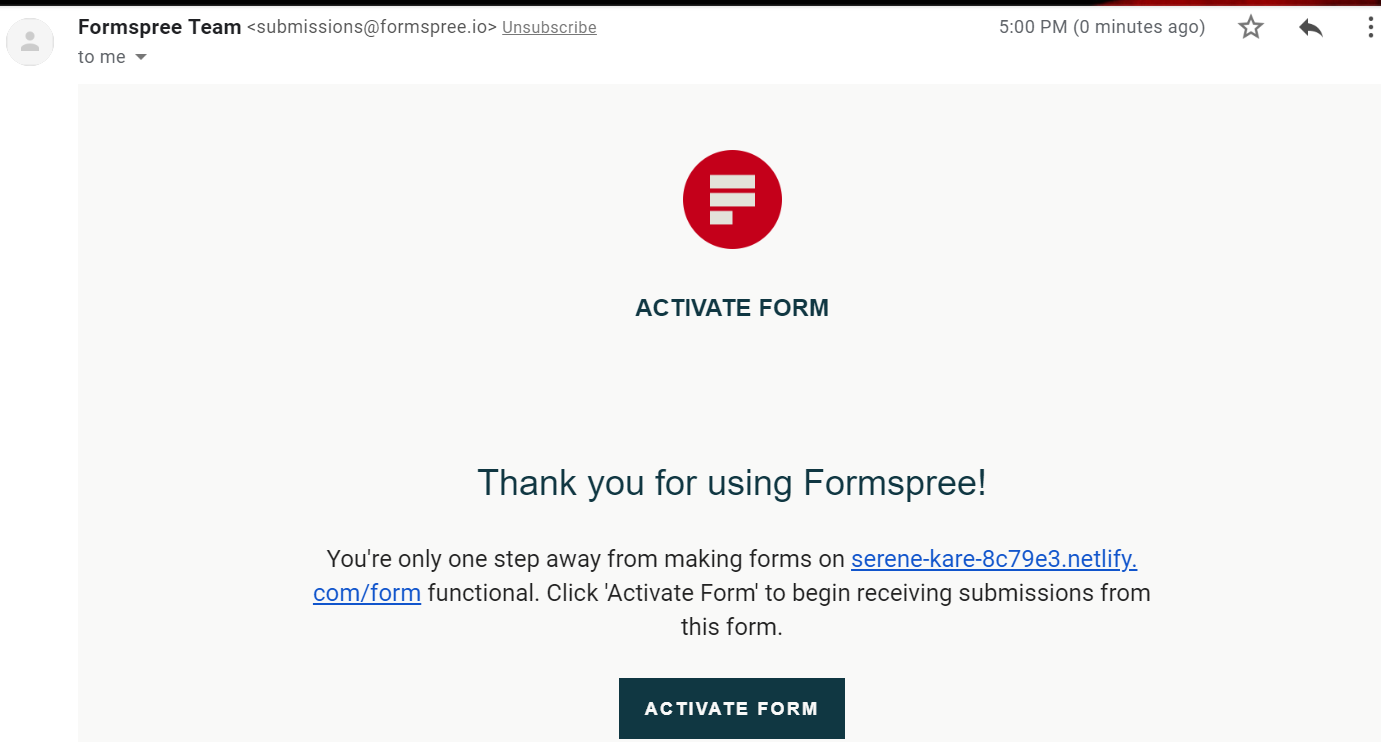 Formspree Team <submissions@formspree.io> Unsubscribe 5:00 PM (0 minutes ago)
to me
ACTIVATE FORM
Thank you for using Formspree!
You're only one step away from making forms on serene-kare-8c79e3.netlify.
com/form functional. Click 'Activate Form' to begin receiving submissions from
this form.
ACTIVATE FORM